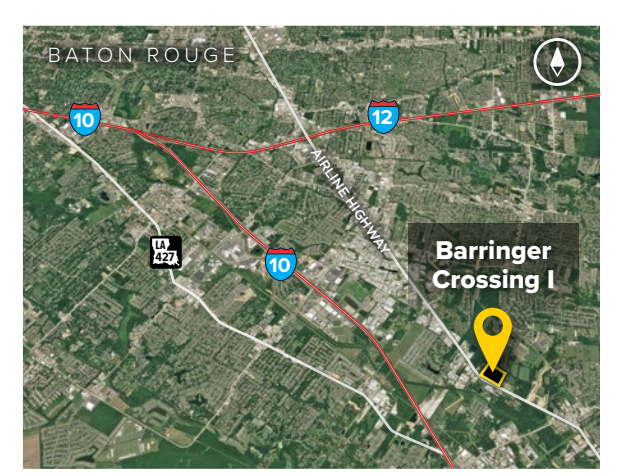 BATON ROUGE
10
12
AIRLINE HIGHWAY
LA
427
10
Barringer
Crossing I